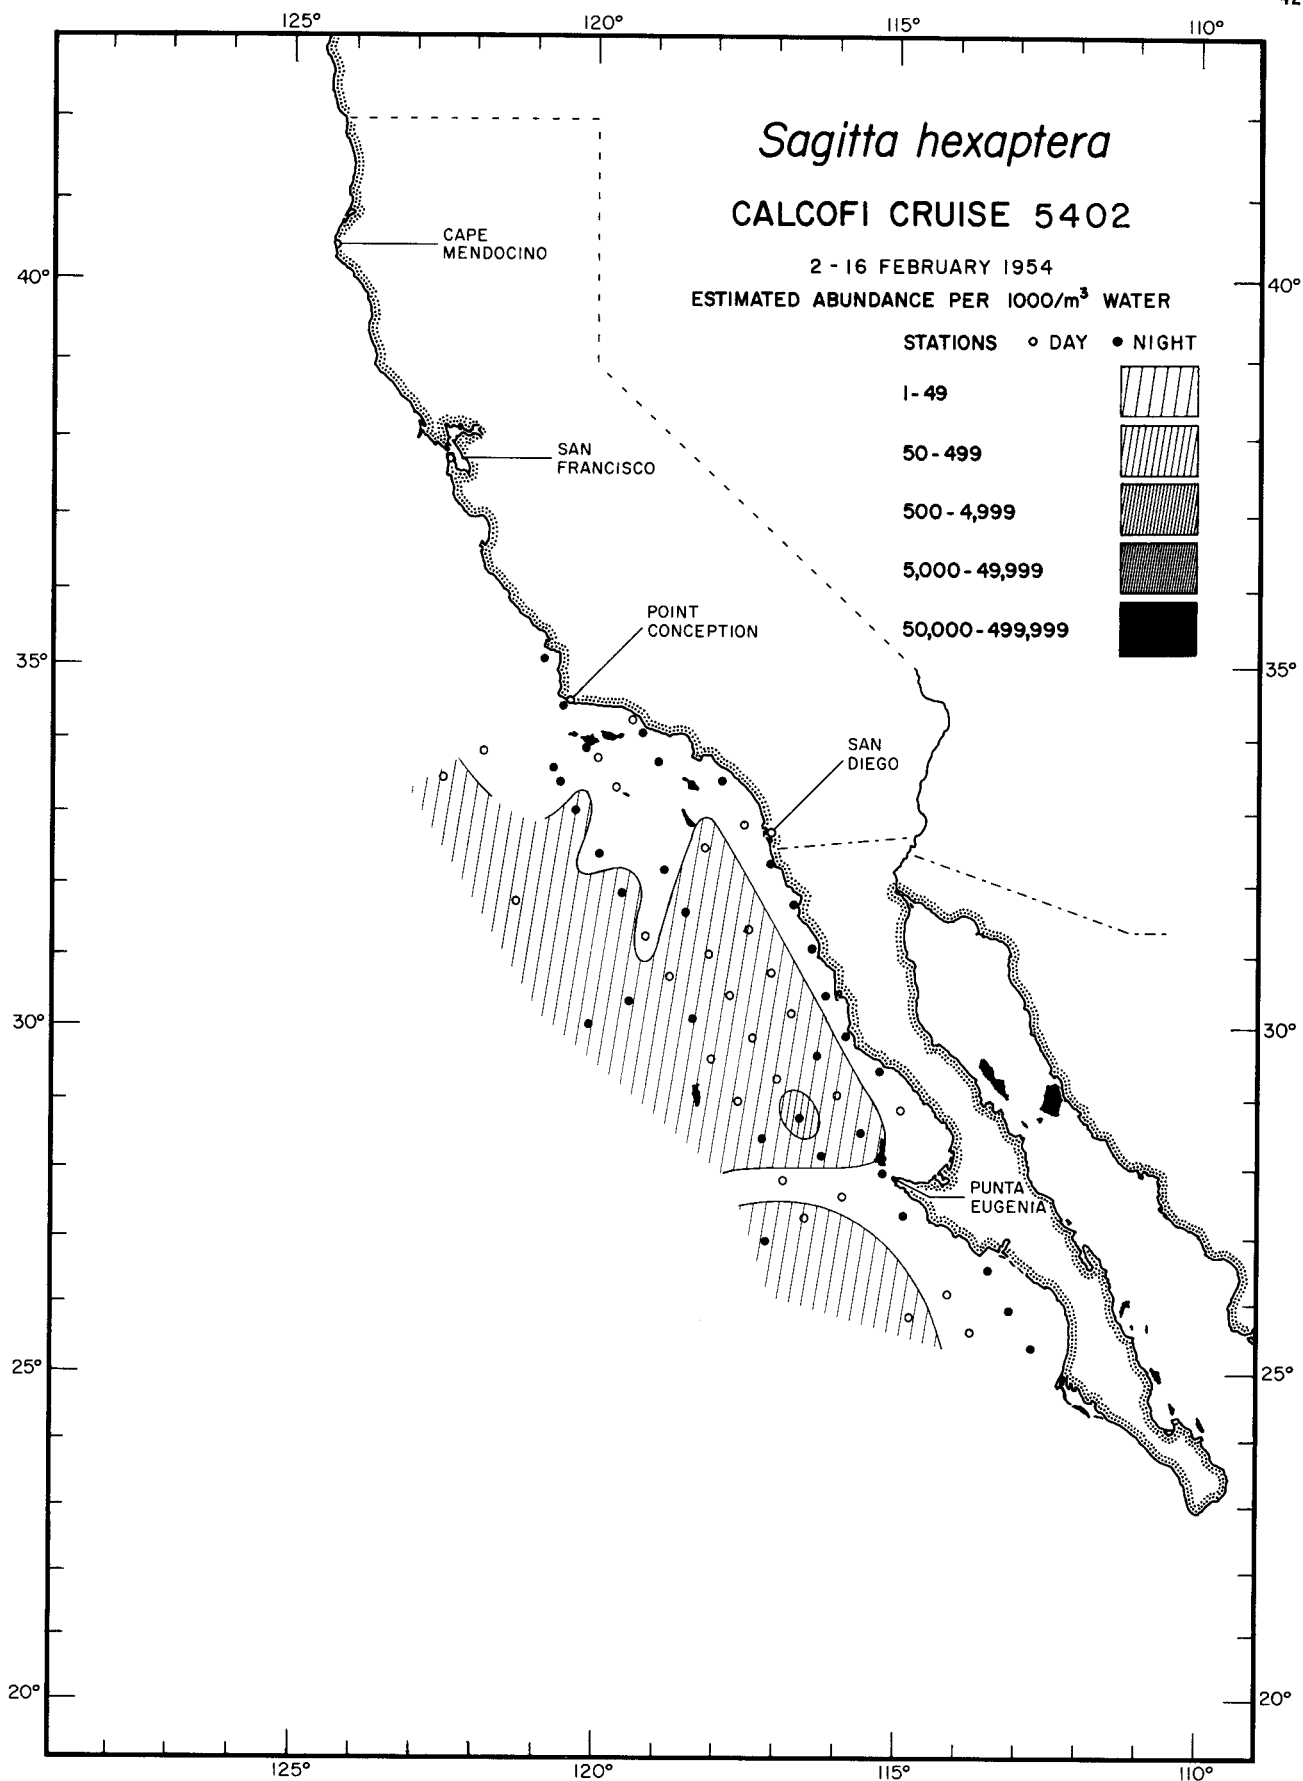 125° 120° 115° 110°
Sagitta hexaptera
CALCOFI CRUISE 5402
2 - 16 FEBRUARY 1954
ESTIMATED ABUNDANCE PER 1000/m³ WATER
STATIONS ○ DAY ● NIGHT
1 - 49
50 - 499
500 - 4,999
5,000 - 49,999
50,000 - 499,999
CAPE
MENDOCINO
40° 40°
SAN
FRANCISCO
POINT
CONCEPTION
35° 35°
SAN
DIEGO
30° 30°
PUNTA
EUGENIA
25° 25°
20° 20°
125° 120° 115° 110°